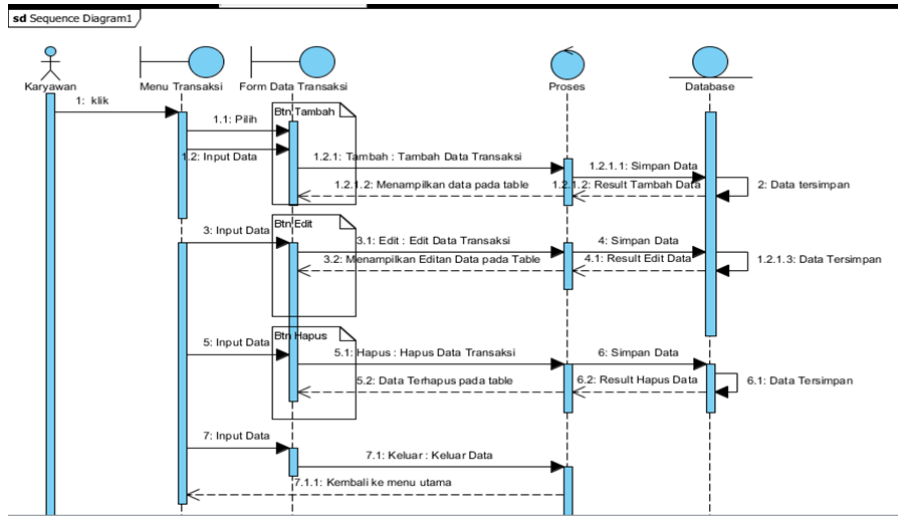 sd Sequence Diagram1
Karyawan
Menu Transaksi
Form Data Transaksi
Proses
Database
1: klik
Btn Tambah
1.1: Pilih
1.2: Input Data
1.2.1: Tambah : Tambah Data Transaksi
1.2.1.1: Simpan Data
1.2.1.2: Menampilkan data pada table
1.2.1.2: Result Tambah Data
2: Data tersimpan
Btn Edit
3: Input Data
3.1: Edit : Edit Data Transaksi
4: Simpan Data
3.2: Menampilkan Editan Data pada Table
4.1: Result Edit Data
1.2.1.3: Data Tersimpan
Btn Hapus
5: Input Data
5.1: Hapus : Hapus Data Transaksi
6: Simpan Data
5.2: Data Terhapus pada table
6.2: Result Hapus Data
6.1: Data Tersimpan
7: Input Data
7.1: Keluar : Keluar Data
7.1.1: Kembali ke menu utama